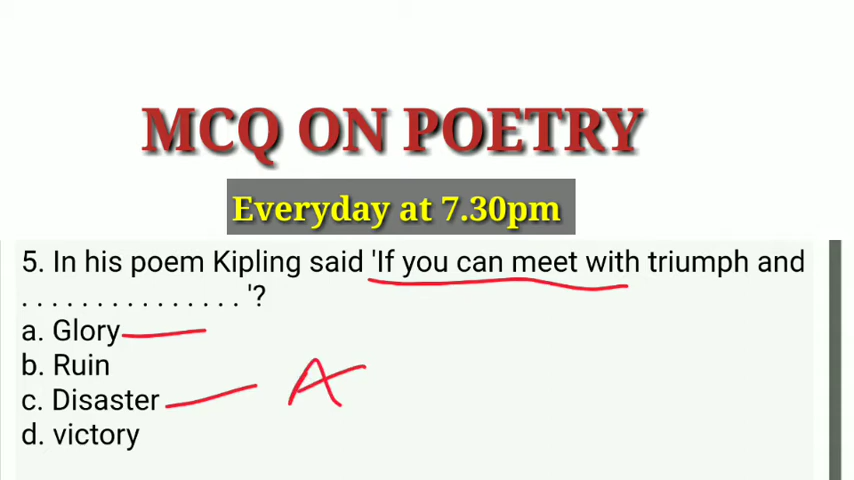 MCQ ON POETRY
Everyday at 7.30pm
5. In his poem Kipling said 'If you can meet with triumph and
. . . . . . . . . . . . . . . '?
a. Glory
b. Ruin
c. Disaster
A
d. victory